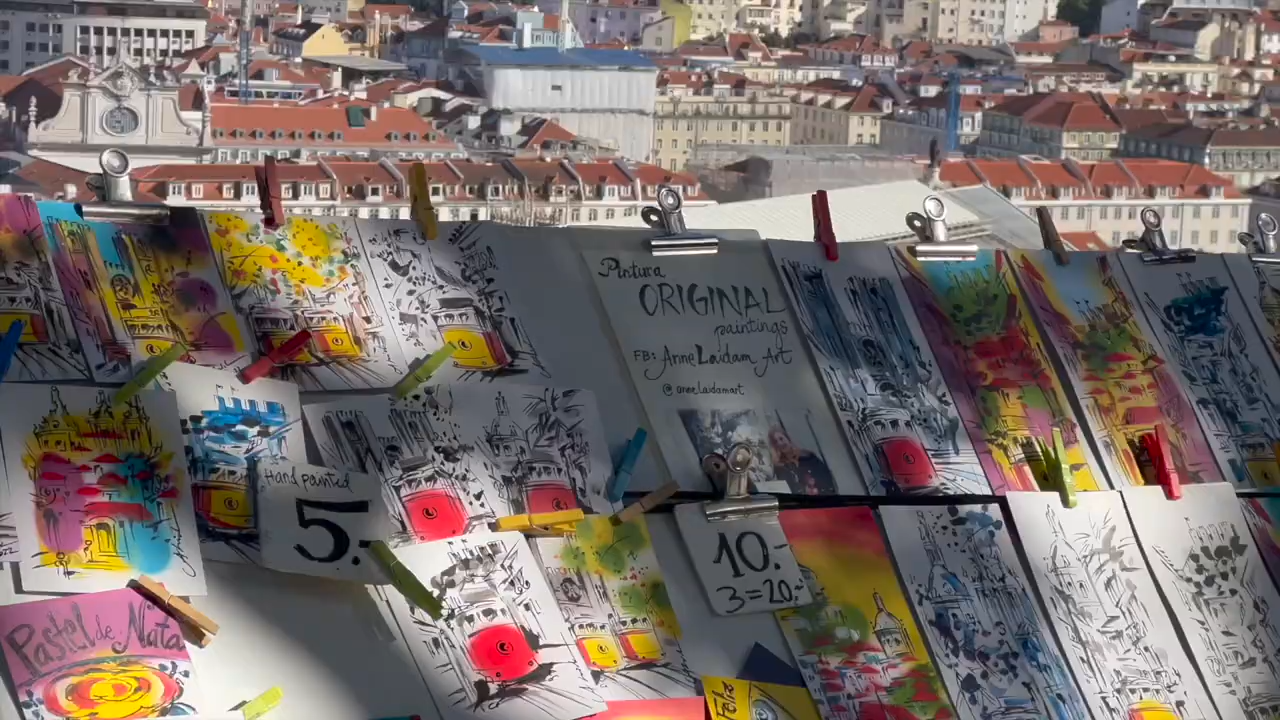 Pintura
ORIGINAL
paintings
FB: Anne Laidam Art
@annelaidamart
Hand painted
5.-
10.-
3=20.-
Pastel de Nata